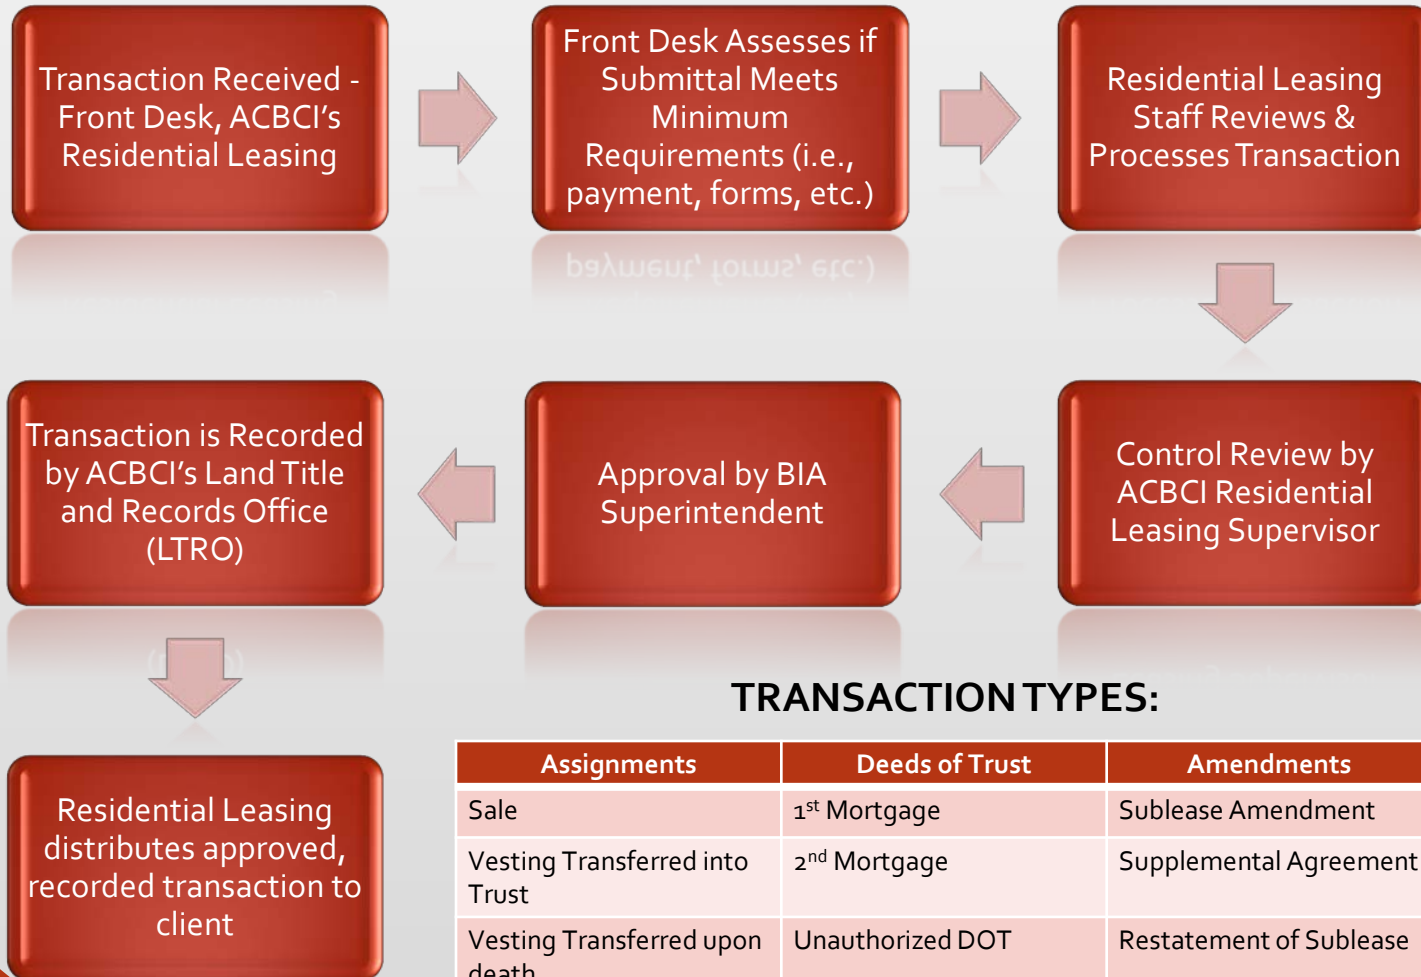 Transaction Received -
Front Desk, ACBCI's
Residential Leasing
Front Desk Assesses if
Submittal Meets
Minimum
Requirements (i.e.,
payment, forms, etc.)
Residential Leasing
Staff Reviews &
Processes Transaction
Control Review by
ACBCI Residential
Leasing Supervisor
Approval by BIA
Superintendent
Transaction is Recorded
by ACBCI's Land Title
and Records Office
(LTRO)
Residential Leasing
distributes approved,
recorded transaction to
client
TRANSACTION TYPES:
Assignments Deeds of Trust Amendments
Sale 1st Mortgage Sublease Amendment
Vesting Transferred into 2nd Mortgage Supplemental Agreement
Trust
Vesting Transferred upon Unauthorized DOT Restatement of Sublease
death